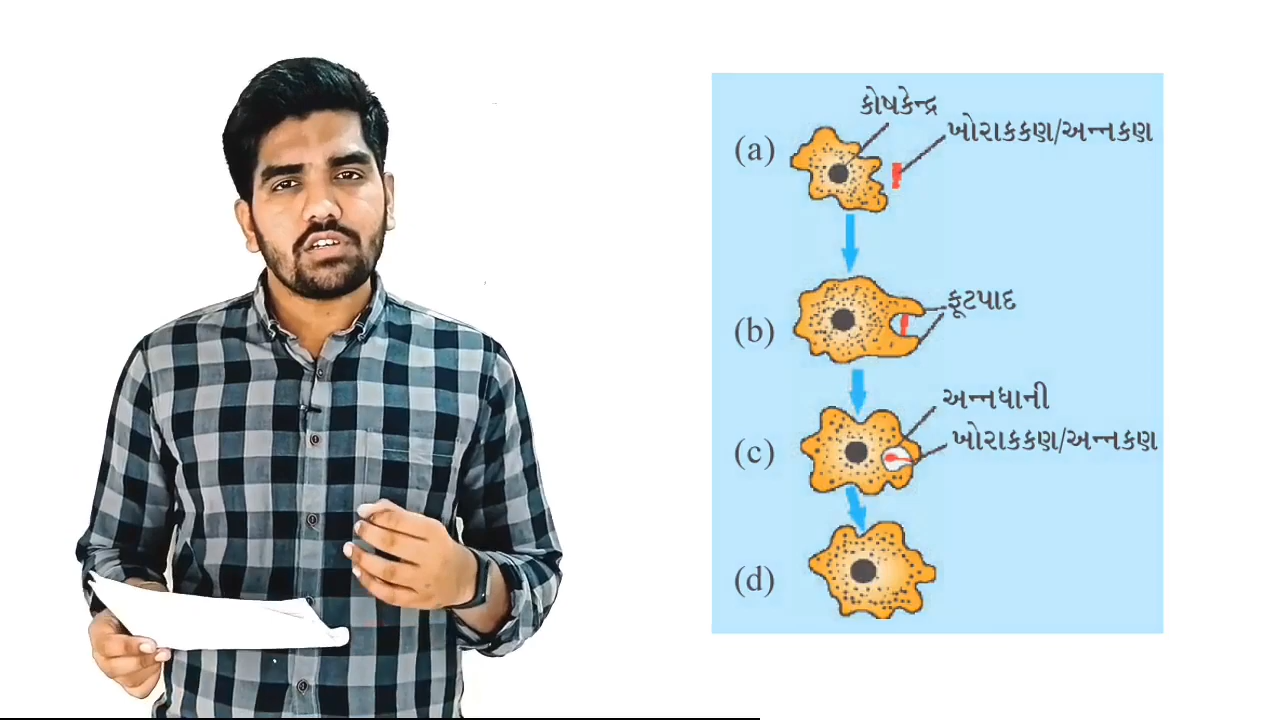 કોષકેન્દ્ર
(a)
ખોરાકકણ/અન્નકણ
(b)
ફૂટપાદ
અન્નધાની
(c)
ખોરાકકણ/અન્નકણ
(d)